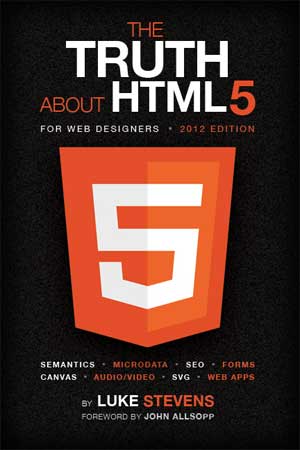 THE
TRUTH
ABOUT HTML5
FOR WEB DESIGNERS • 2012 EDITION
5
SEMANTICS • MICRODATA • SEO • FORMS
CANVAS • AUDIO/VIDEO • SVG • WEB APPS
BY LUKE STEVENS
FOREWORD BY JOHN ALLSOPP